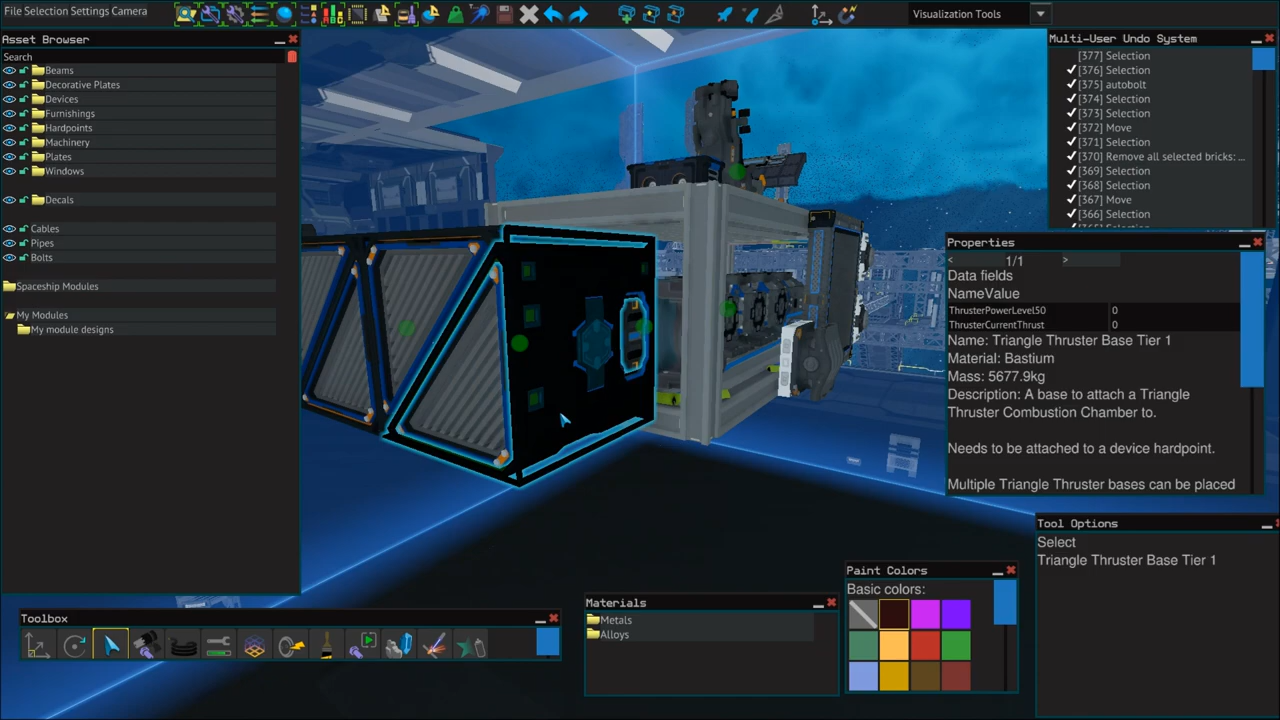 File Selection Settings Camera
Visualization Tools
Asset Browser
Search
Beams
Decorative Plates
Devices
Furnishings
Hardpoints
Machinery
Plates
Windows
Decals
Cables
Pipes
Bolts
Spaceship Modules
My Modules
My module designs
Multi-User Undo System
[377] Selection
[376] Selection
[375] autobolt
[374] Selection
[373] Selection
[372] Move
[371] Selection
[370] Remove all selected bricks: ...
[369] Selection
[368] Selection
[367] Move
[366] Selection
Properties
< 1/1 >
Data fields
NameValue
ThrusterPowerLevel50 0
ThrusterCurrentThrust 0
Name: Triangle Thruster Base Tier 1
Material: Bastium
Mass: 5677.9kg
Description: A base to attach a Triangle
Thruster Combustion Chamber to.
Needs to be attached to a device hardpoint.
Multiple Triangle Thruster bases can be placed
Tool Options
Select
Triangle Thruster Base Tier 1
Paint Colors
Basic colors:
Materials
Metals
Alloys
Toolbox